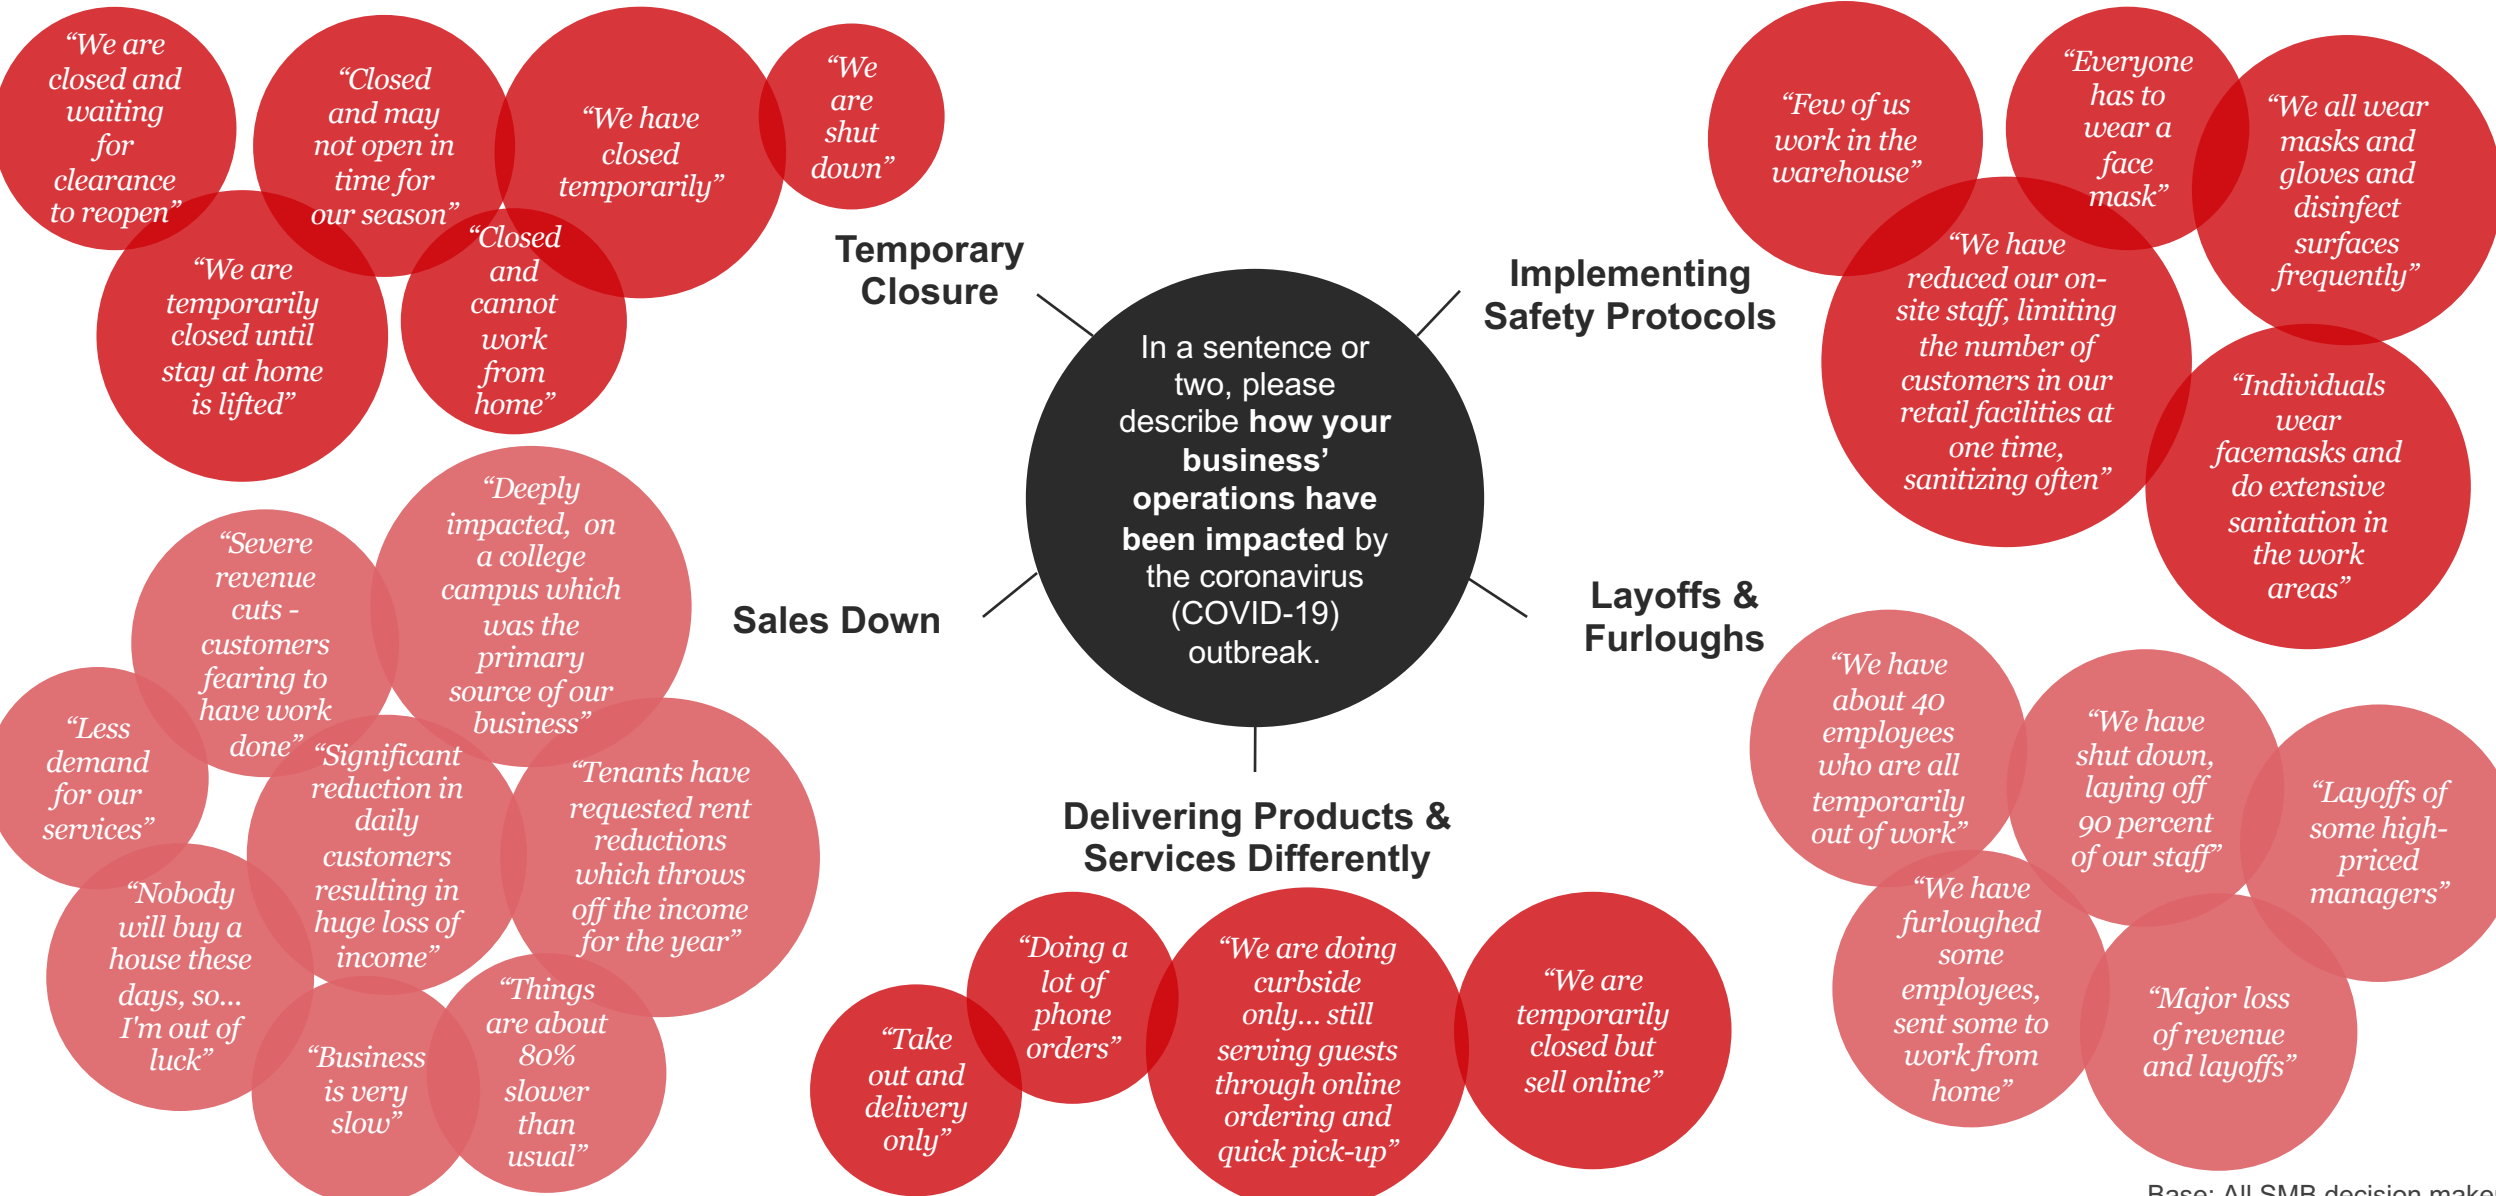 “We are
closed and
waiting
for
clearance
to reopen”
“Closed
and may
not open in
time for
our season”
“We have
closed
temporarily”
“We
are
shut
down”
“We are
temporarily
closed until
stay at home
is lifted”
“Closed
and
cannot
work
from
home”
Temporary
Closure
“Few of us
work in the
warehouse”
“Everyone
has to
wear a
face
mask”
“We all wear
masks and
gloves and
disinfect
surfaces
frequently”
“We have
reduced our on-
site staff, limiting
the number of
customers in our
retail facilities at
one time,
sanitizing often”
“Individuals
wear
facemasks and
do extensive
sanitation in
the work
areas”
Implementing
Safety Protocols
In a sentence or
two, please
describe how your
business’
operations have
been impacted by
the coronavirus
(COVID-19)
outbreak.
Sales Down
“Severe
revenue
cuts -
customers
fearing to
have work
done”
“Deeply
impacted, on
a college
campus which
was the
primary
source of our
business”
“Less
demand
for our
services”
“Significant
reduction in
daily
customers
resulting in
huge loss of
income”
“Tenants have
requested rent
reductions
which throws
off the income
for the year”
“Nobody
will buy a
house these
days, so...
I'm out of
luck”
“Business
is very
slow”
“Things
are about
80%
slower
than
usual”
Delivering Products &
Services Differently
“Take
out and
delivery
only”
“Doing a
lot of
phone
orders”
“We are doing
curbside
only... still
serving guests
through online
ordering and
quick pick-up”
“We are
temporarily
closed but
sell online”
Layoffs &
Furloughs
“We have
about 40
employees
who are all
temporarily
out of work”
“We have
shut down,
laying off
90 percent
of our staff”
“Layoffs of
some high-
priced
managers”
“We have
furloughed
some
employees,
sent some to
work from
home”
“Major loss
of revenue
and layoffs”
Base: All SMB decision